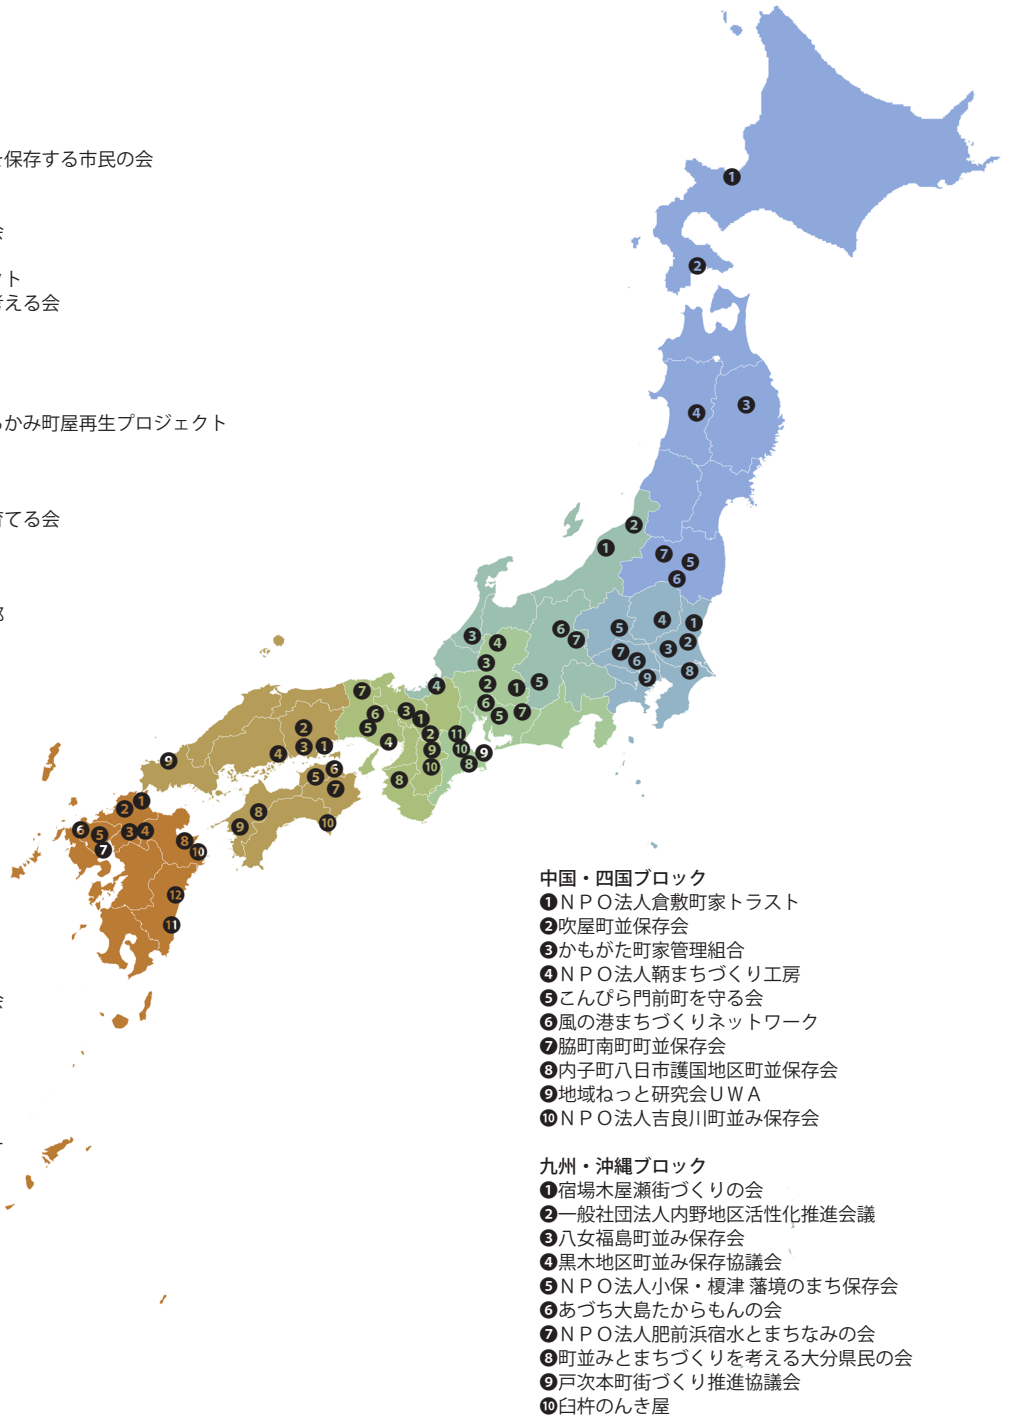 を保存する市民の会
会
クト
考える会
らかみ町屋再生プロジェクト
育てる会
部
会
中国・四国ブロック
❶ＮＰＯ法人倉敷町家トラスト
❷吹屋町並保存会
❸かもがた町家管理組合
❹ＮＰＯ法人鞆まちづくり工房
❺こんぴら門前町を守る会
❻風の港まちづくりネットワーク
❼脇町南町町並保存会
❽内子町八日市護国地区町並保存会
❾地域ねっと研究会ＵＷＡ
❿ＮＰＯ法人吉良川町並み保存会
九州・沖縄ブロック
❶宿場木屋瀬街づくりの会
❷一般社団法人内野地区活性化推進会議
❸八女福島町並み保存会
❹黒木地区町並み保存協議会
❺ＮＰＯ法人小保・榎津 藩境のまち保存会
❻あづち大島たからもんの会
❼ＮＰＯ法人肥前浜宿水とまちなみの会
❽町並みとまちづくりを考える大分県民の会
❾戸次本町街づくり推進協議会
❿臼杵のんき屋